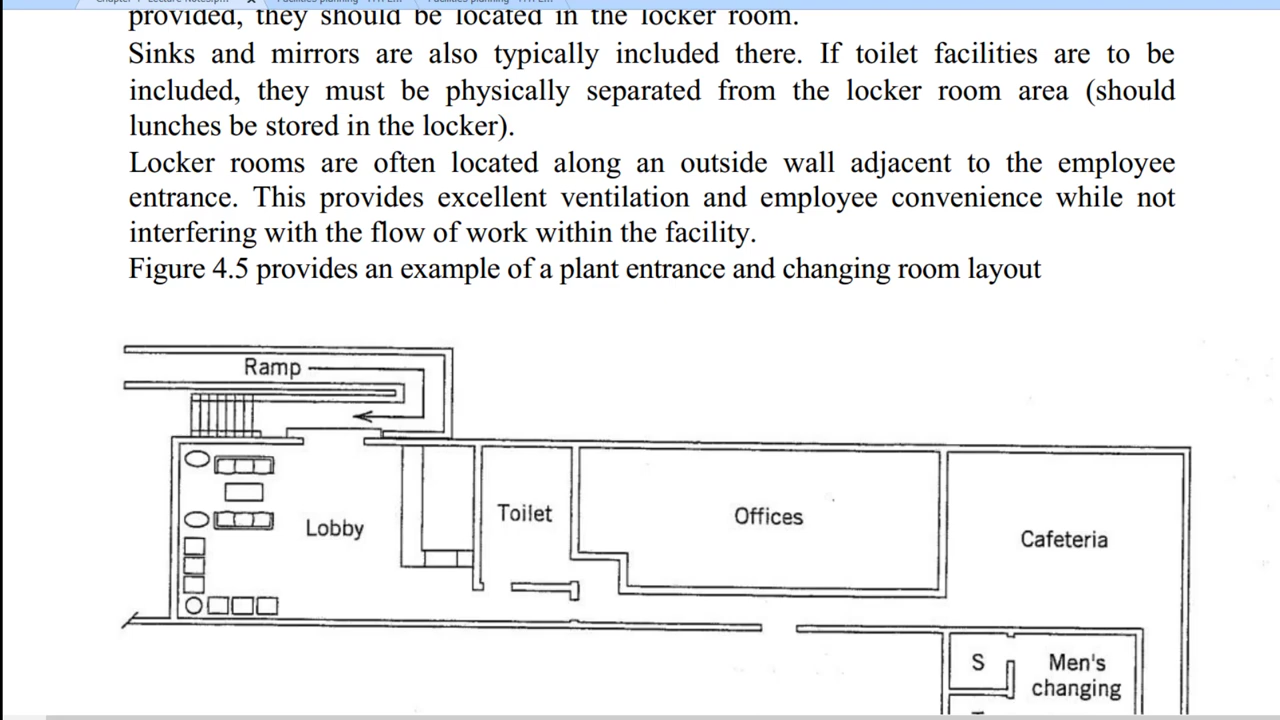 provided, they should be located in the locker room.
Sinks and mirrors are also typically included there. If toilet facilities are to be
included, they must be physically separated from the locker room area (should
lunches be stored in the locker).
Locker rooms are often located along an outside wall adjacent to the employee
entrance. This provides excellent ventilation and employee convenience while not
interfering with the flow of work within the facility.
Figure 4.5 provides an example of a plant entrance and changing room layout
Ramp
Lobby
Toilet
Offices
Cafeteria
S
Men's
changing